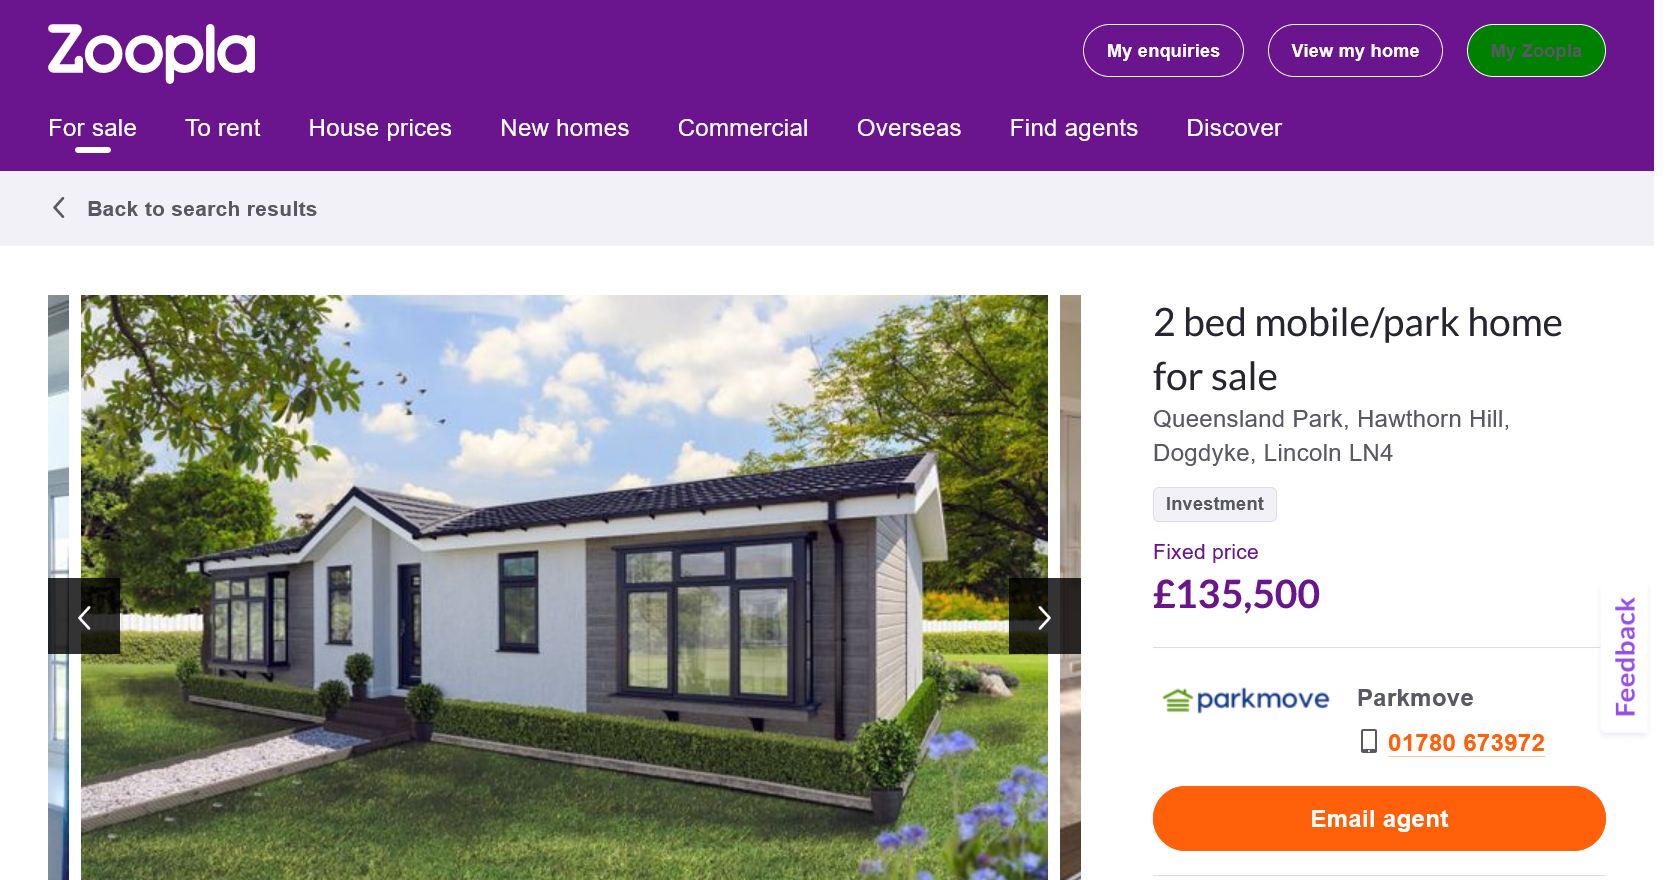 Zoopla
My enquiries
View my home
My Zoopla
For sale
To rent
House prices
New homes
Commercial
Overseas
Find agents
Discover
Back to search results
2 bed mobile/park home
for sale
Queensland Park, Hawthorn Hill,
Dogdyke, Lincoln LN4
Investment
Fixed price
£135,500
parkmove
Parkmove
01780 673972
Email agent
Feedback